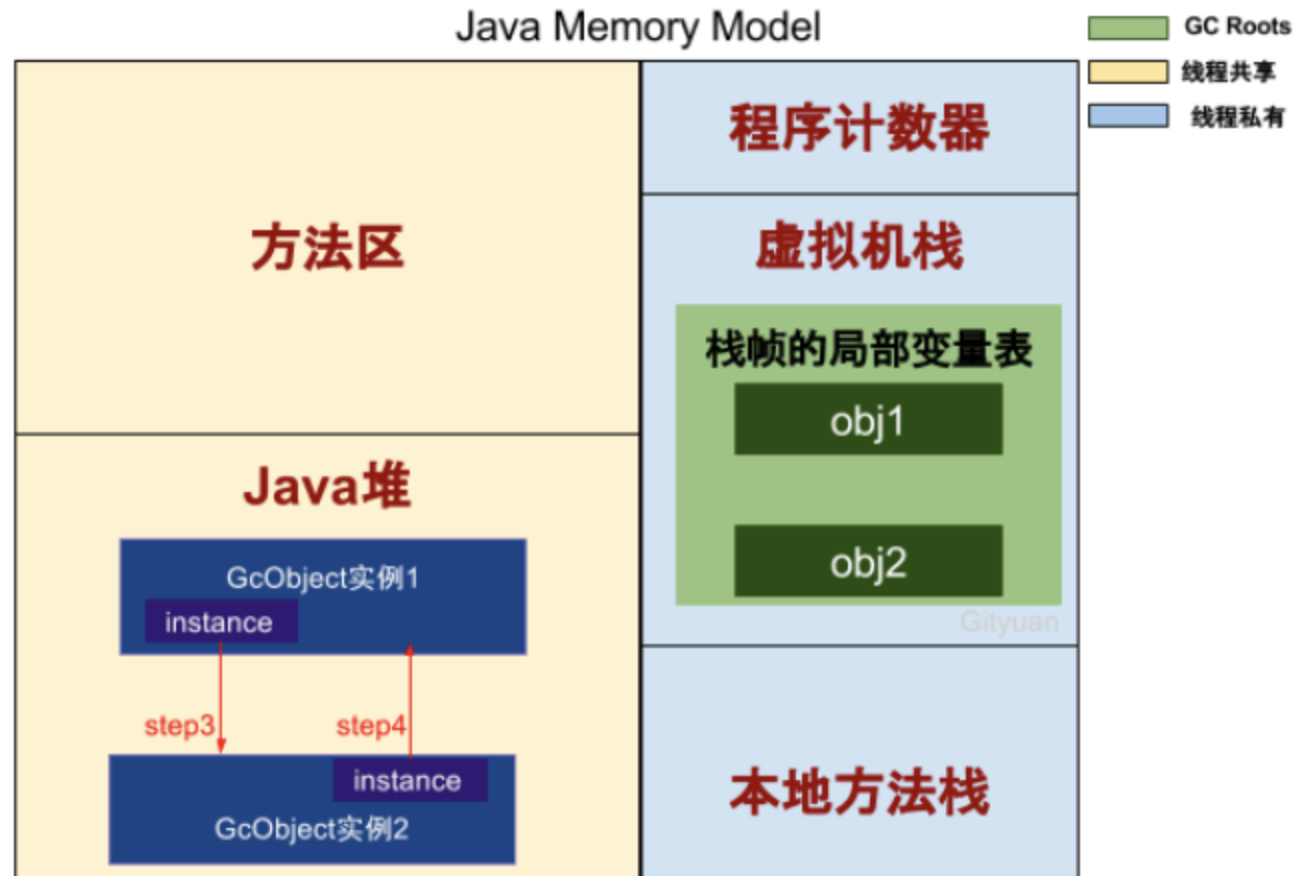 Java Memory Model
GC Roots
线程共享
线程私有
方法区
Java堆
GcObject实例1
instance
step3
step4
instance
GcObject实例2
程序计数器
虚拟机栈
栈帧的局部变量表
obj1
obj2
Gityuan
本地方法栈